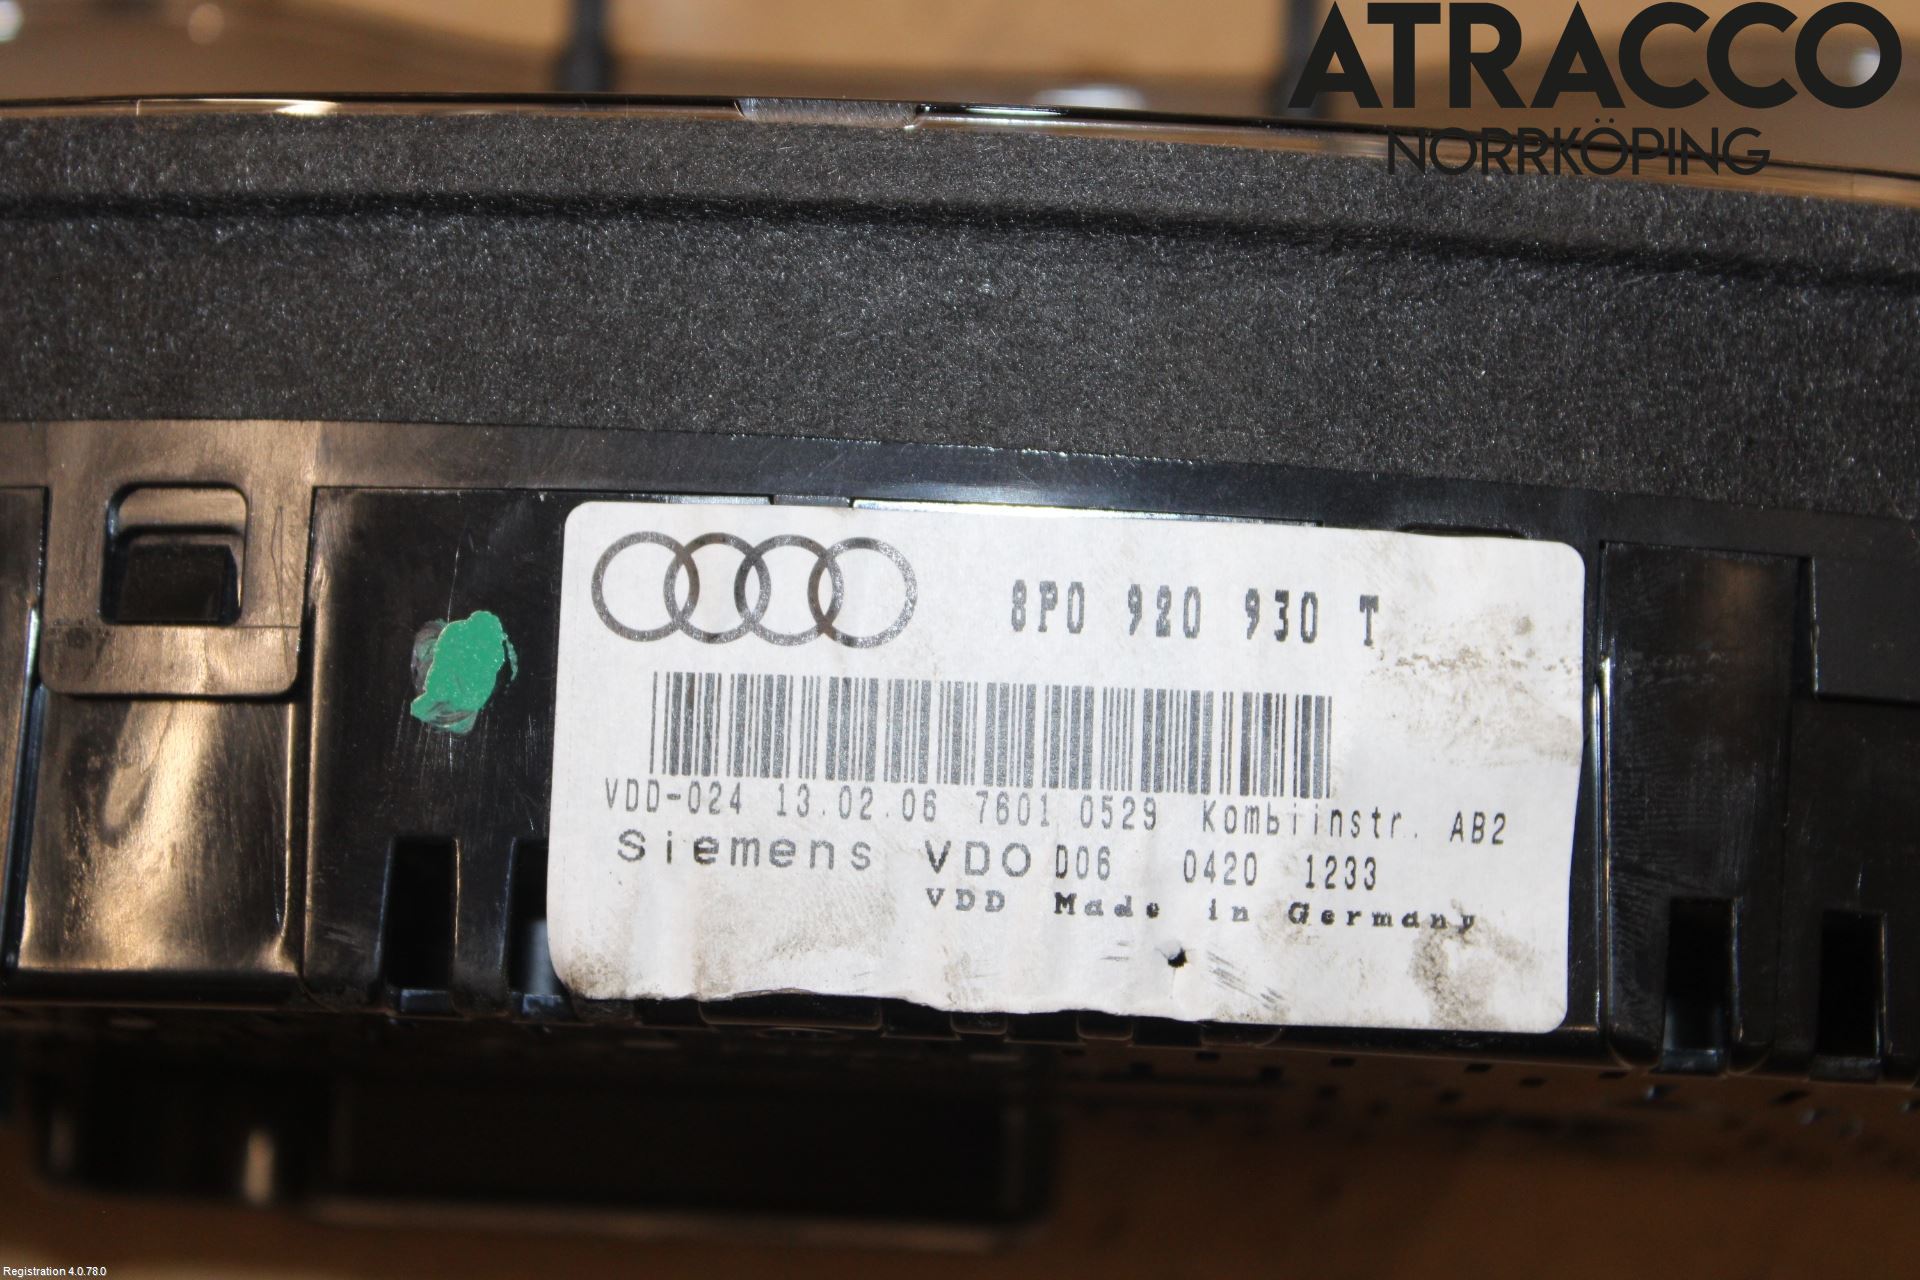 ATRACCO
NORRKÖPING
8P0 920 930 T
VDD-024 13.02.06 7601 0529 Kombiinstr. AB2
Siemens VDO D06 0420 1233
VDD Made in Germany
Registration 4.0.78.0